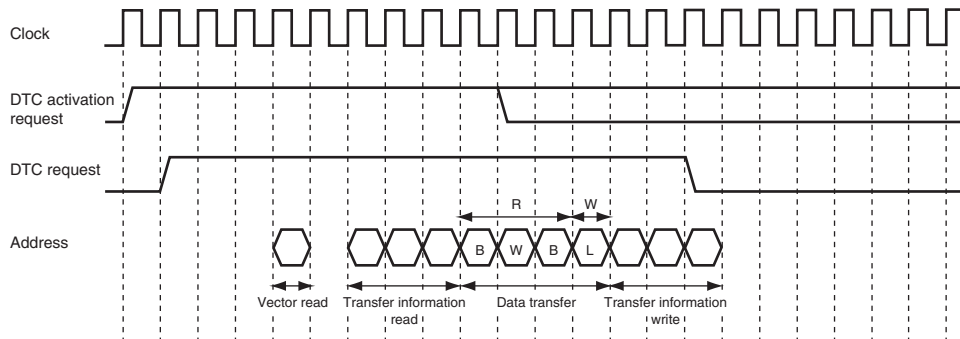 Clock
DTC activation
request
DTC request
R W
Address
B W B L
Vector read
Transfer information
read
Data transfer
Transfer information
write